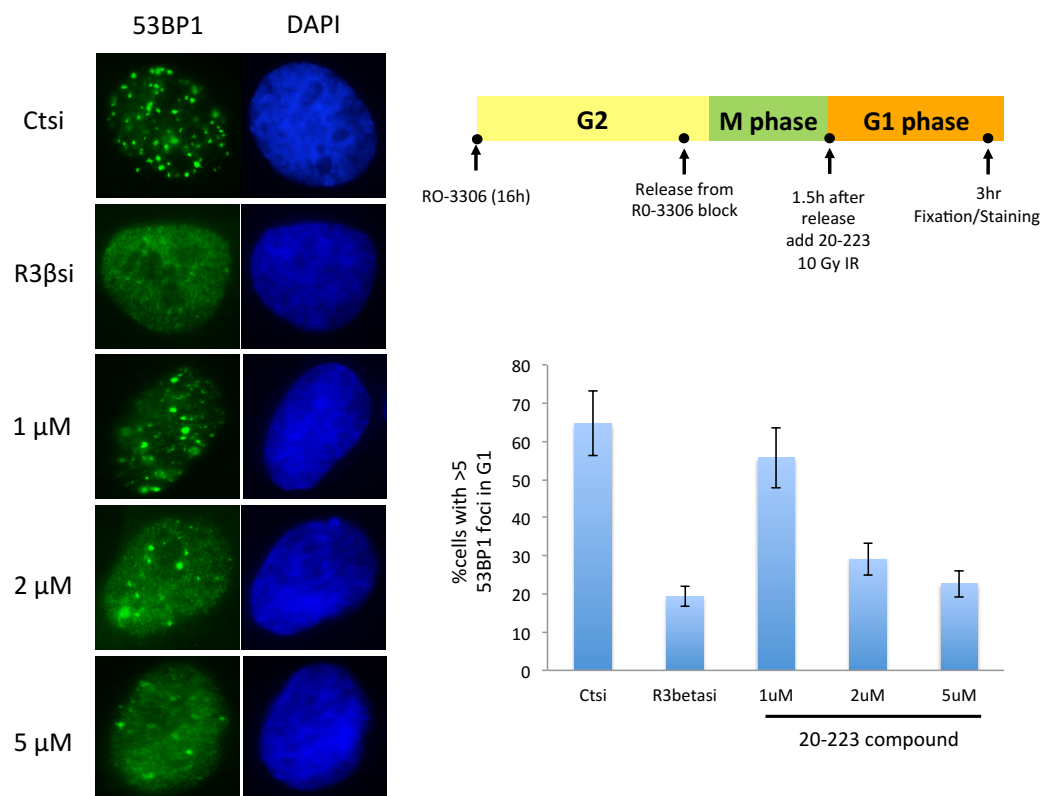 53BP1 DAPI
Ctsi
R3βsi
1 μM
2 μM
5 μM
G2 M phase G1 phase
RO-3306 (16h)
Release from
R0-3306 block
1.5h after
release
add 20-223
10 Gy IR
3hr
Fixation/Staining
%cells with >5
53BP1 foci in G1
80
70
60
50
40
30
20
10
0
Ctsi R3betasi 1uM 2uM 5uM
20-223 compound